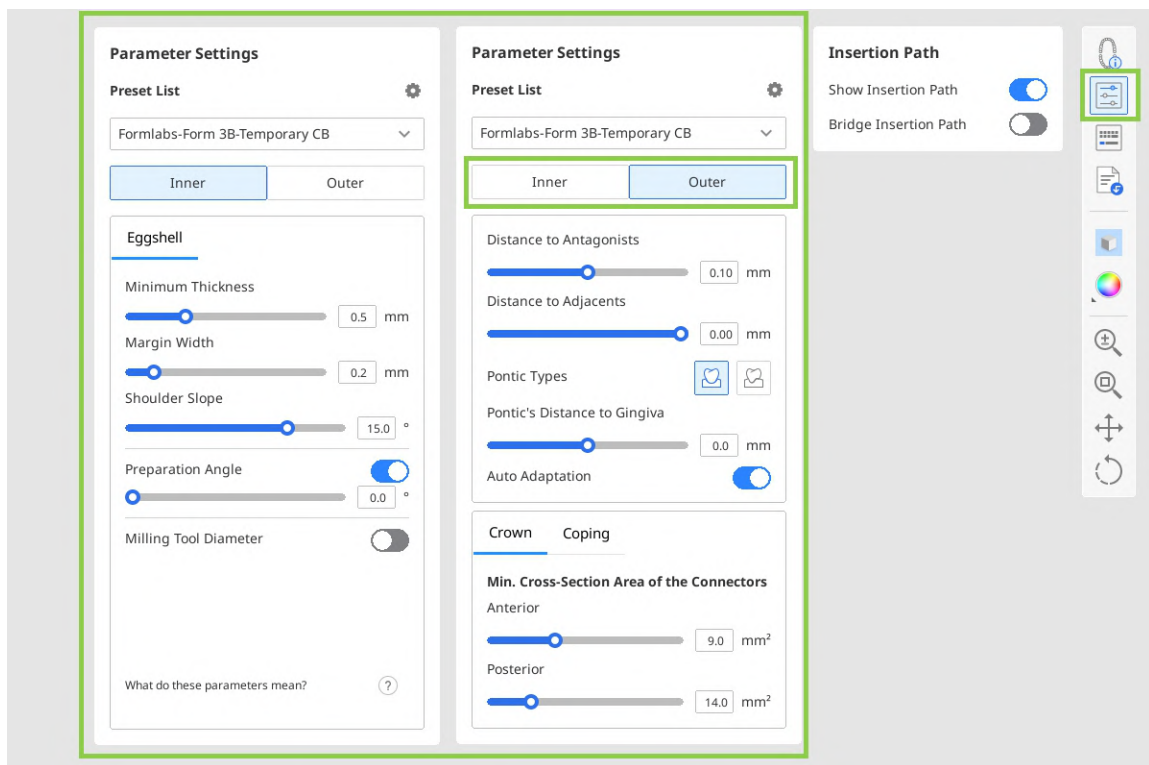 Parameter Settings
Preset List
Formlabs-Form 3B-Temporary CB
Inner Outer
Eggshell
Minimum Thickness
0.5 mm
Margin Width
0.2 mm
Shoulder Slope
15.0 °
Preparation Angle
0.0 °
Milling Tool Diameter
What do these parameters mean? ?
Parameter Settings
Preset List
Formlabs-Form 3B-Temporary CB
Inner Outer
Distance to Antagonists
0.10 mm
Distance to Adjacents
0.00 mm
Pontic Types
Pontic's Distance to Gingiva
0.0 mm
Auto Adaptation
Crown Coping
Min. Cross-Section Area of the Connectors
Anterior
9.0 mm²
Posterior
14.0 mm²
Insertion Path
Show Insertion Path
Bridge Insertion Path